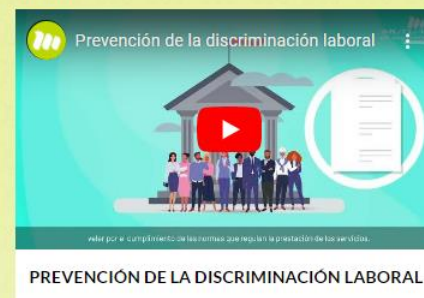 Prevención de la discriminación laboral
velar por el cumplimiento de las normas que regulan la prestación de los servicios.
PREVENCIÓN DE LA DISCRIMINACIÓN LABORAL